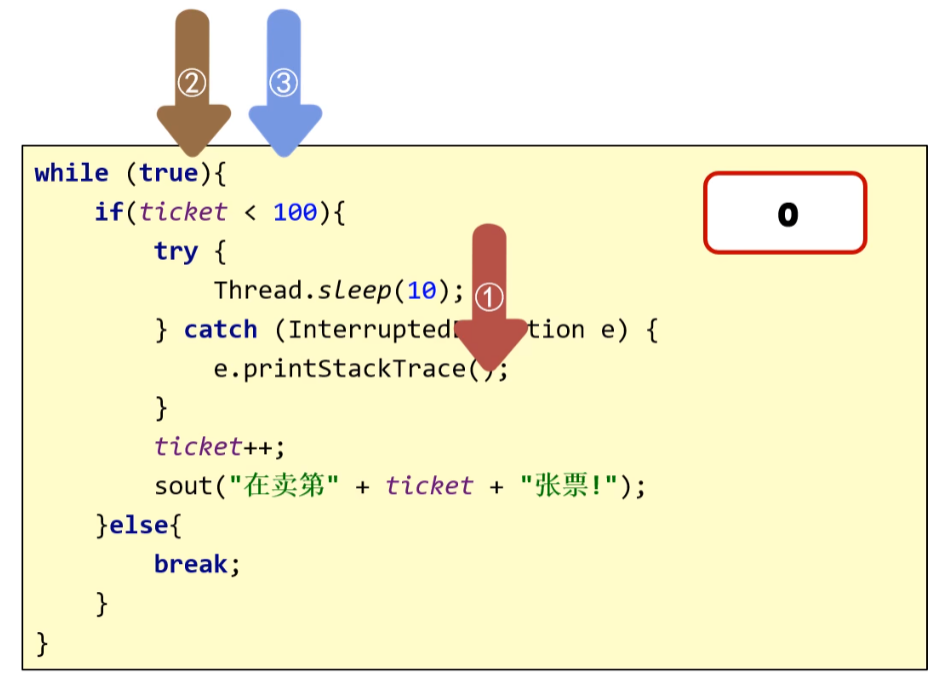 ② ③
while (true){
if(ticket < 100){
0
try {
Thread.sleep(10);
①
} catch (Interrupted tion e) {
e.printStackTrace();
}
ticket++;
sout("在卖第" + ticket + "张票!");
}else{
break;
}
}